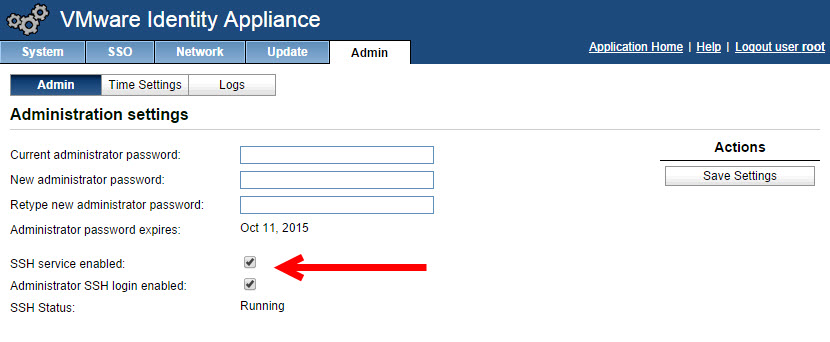 VMware Identity Appliance
System SSO Network Update Admin
Application Home | Help | Logout user root
Admin Time Settings Logs
Administration settings
Current administrator password:
New administrator password:
Retype new administrator password:
Administrator password expires: Oct 11, 2015
SSH service enabled:
Administrator SSH login enabled:
SSH Status: Running
Actions
Save Settings